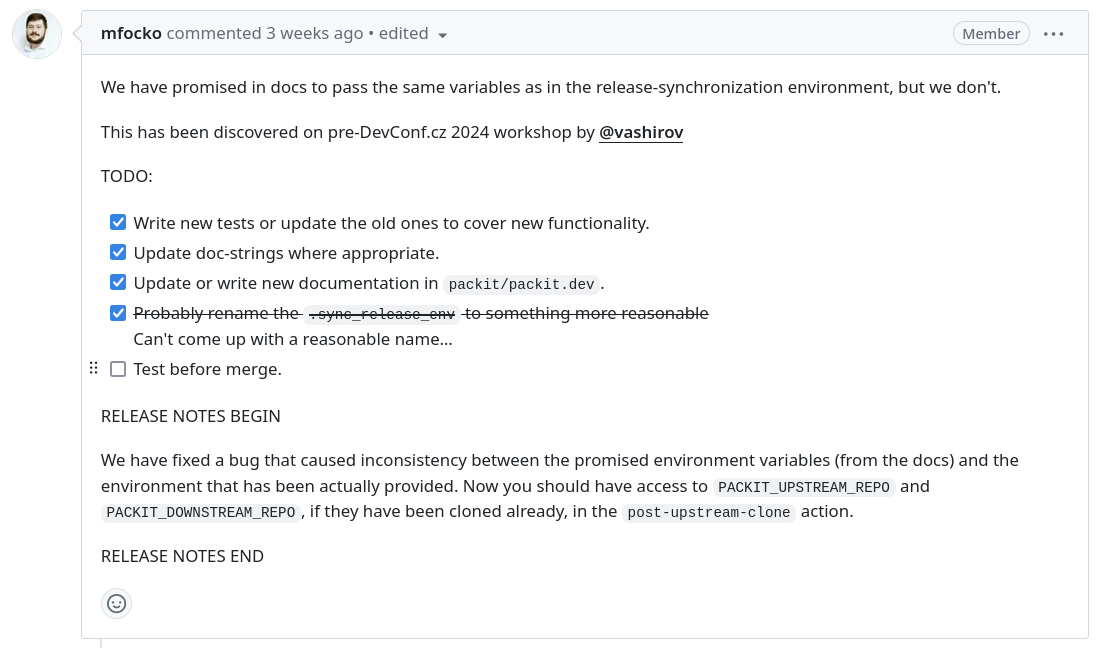 mfocko commented 3 weeks ago • edited
Member
We have promised in docs to pass the same variables as in the release-synchronization environment, but we don't.
This has been discovered on pre-DevConf.cz 2024 workshop by @vashirov
TODO:
Write new tests or update the old ones to cover new functionality.
Update doc-strings where appropriate.
Update or write new documentation in packit/packit.dev.
Probably rename the .sync_release_env to something more reasonable
Can't come up with a reasonable name...
Test before merge.
RELEASE NOTES BEGIN
We have fixed a bug that caused inconsistency between the promised environment variables (from the docs) and the
environment that has been actually provided. Now you should have access to PACKIT_UPSTREAM_REPO and
PACKIT_DOWNSTREAM_REPO, if they have been cloned already, in the post-upstream-clone action.
RELEASE NOTES END